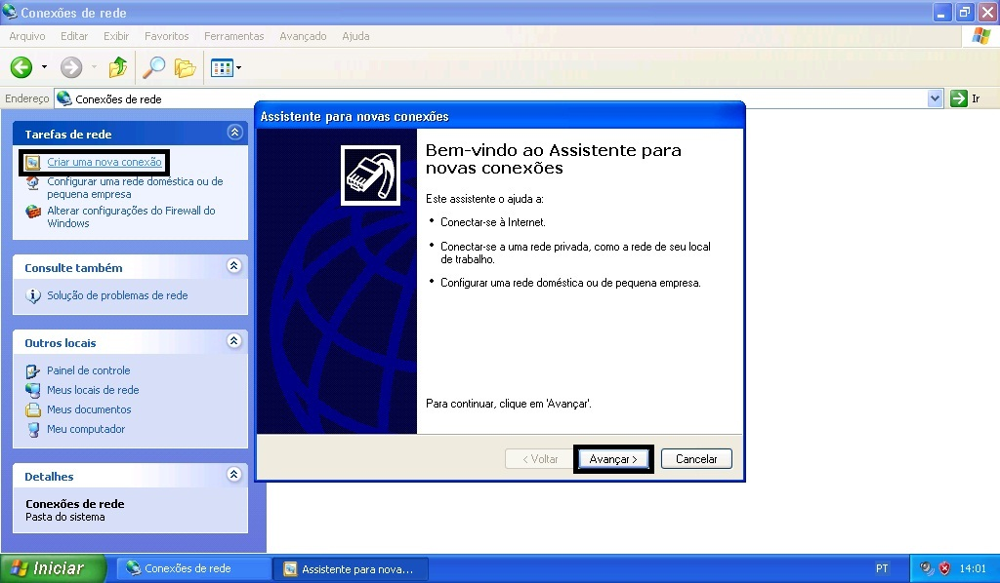 Conexões de rede
Arquivo Editar Exibir Favoritos Ferramentas Avançado Ajuda
Endereço Conexões de rede Ir
Tarefas de rede
Criar uma nova conexão
Configurar uma rede doméstica ou de
pequena empresa
Alterar configurações do Firewall do
Windows
Consulte também
Solução de problemas de rede
Outros locais
Painel de controle
Meus locais de rede
Meus documentos
Meu computador
Detalhes
Conexões de rede
Pasta do sistema
Assistente para novas conexões
Bem-vindo ao Assistente para
novas conexões
Este assistente o ajuda a:
• Conectar-se à Internet.
• Conectar-se a uma rede privada, como a rede de seu local
de trabalho.
• Configurar uma rede doméstica ou de pequena empresa.
Para continuar, clique em 'Avançar'.
< Voltar Avançar > Cancelar
Iniciar Conexões de rede Assistente para nova... PT 14:01